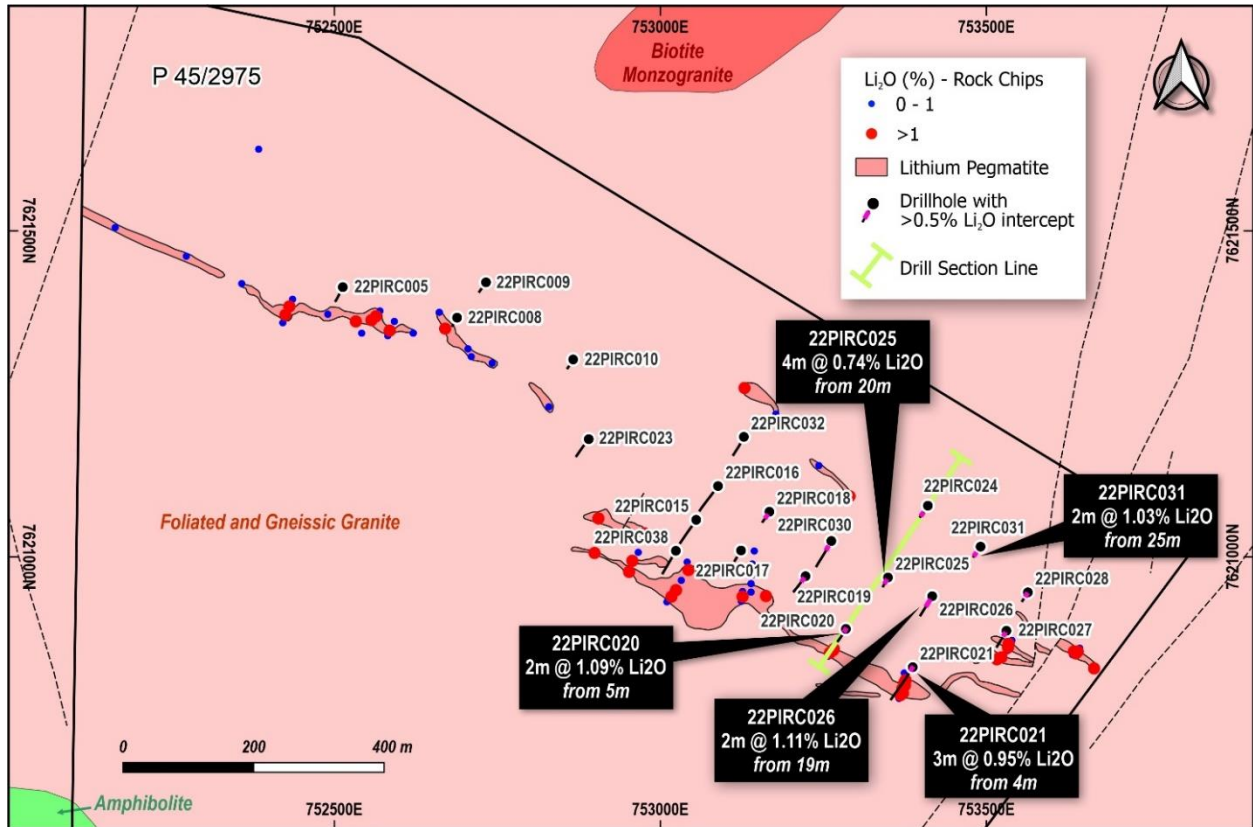 752500E
753000E
753500E
P 45/2975
Biotite
Monzogranite
Li₂O (%) - Rock Chips
0 - 1
>1
Lithium Pegmatite
Drillhole with
>0.5% Li₂O intercept
Drill Section Line
7621500N
7621500N
22PIRC005
22PIRC009
22PIRC008
22PIRC010
22PIRC025
4m @ 0.74% Li2O
from 20m
22PIRC032
22PIRC023
22PIRC016
22PIRC018
22PIRC024
22PIRC031
2m @ 1.03% Li2O
from 25m
22PIRC015
22PIRC030
22PIRC031
Foliated and Gneissic Granite
22PIRC038
22PIRC017
22PIRC025
7621000N
7621000N
22PIRC028
22PIRC019
22PIRC026
22PIRC020
22PIRC027
22PIRC020
2m @ 1.09% Li2O
from 5m
22PIRC021
22PIRC026
2m @ 1.11% Li2O
from 19m
22PIRC021
3m @ 0.95% Li2O
from 4m
0
200
400 m
Amphibolite
752500E
753000E
753500E